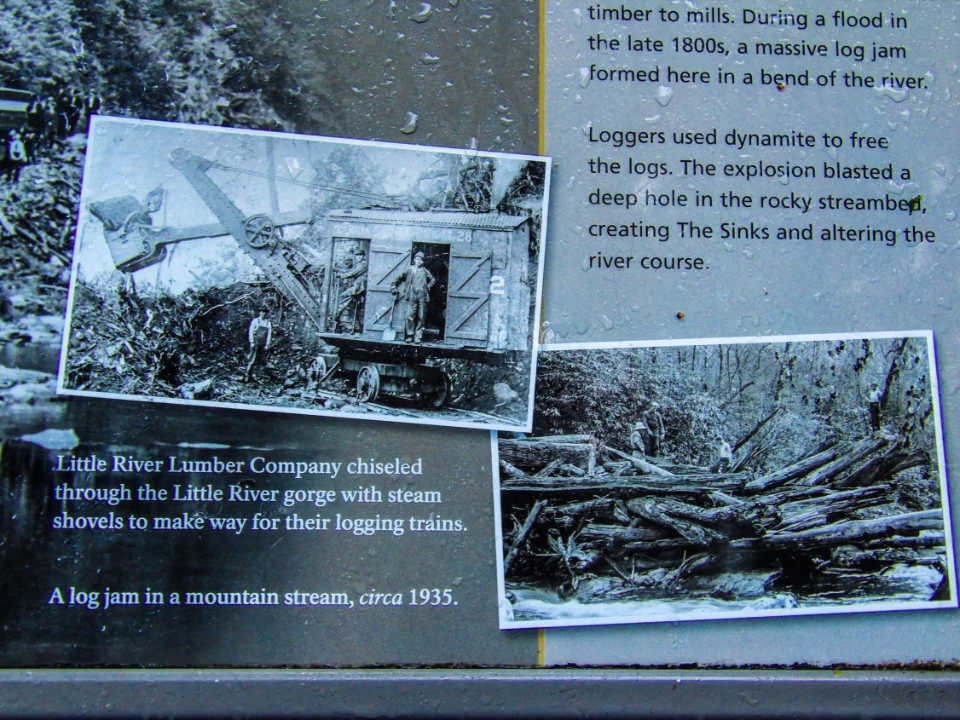 timber to mills. During a flood in
the late 1800s, a massive log jam
formed here in a bend of the river.
Loggers used dynamite to free
the logs. The explosion blasted a
deep hole in the rocky streambed,
creating The Sinks and altering the
river course.
2
Little River Lumber Company chiseled
through the Little River gorge with steam
shovels to make way for their logging trains.
A log jam in a mountain stream, circa 1935.